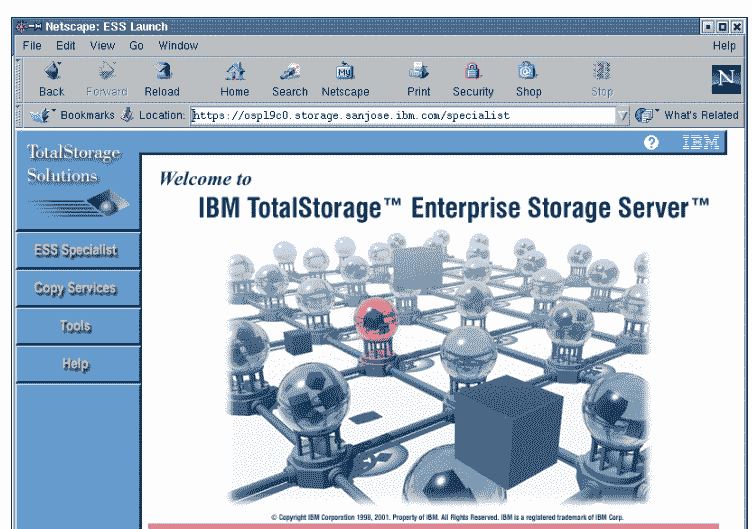 Netscape: ESS Launch
File Edit View Go Window Help
Back Forward Reload Home Search Netscape Print Security Shop Stop
My
N
Bookmarks Location: https://ospl9c0.storage.sanjose.ibm.com/specialist What's Related
TotalStorage
Solutions
? IBM
Welcome to
IBM TotalStorage™ Enterprise Storage Server™
ESS Specialist
Copy Services
Tools
Help
© Copyright IBM Corporation 1998, 2001. Property of IBM. All Rights Reserved. IBM is a registered trademark of IBM Corp.